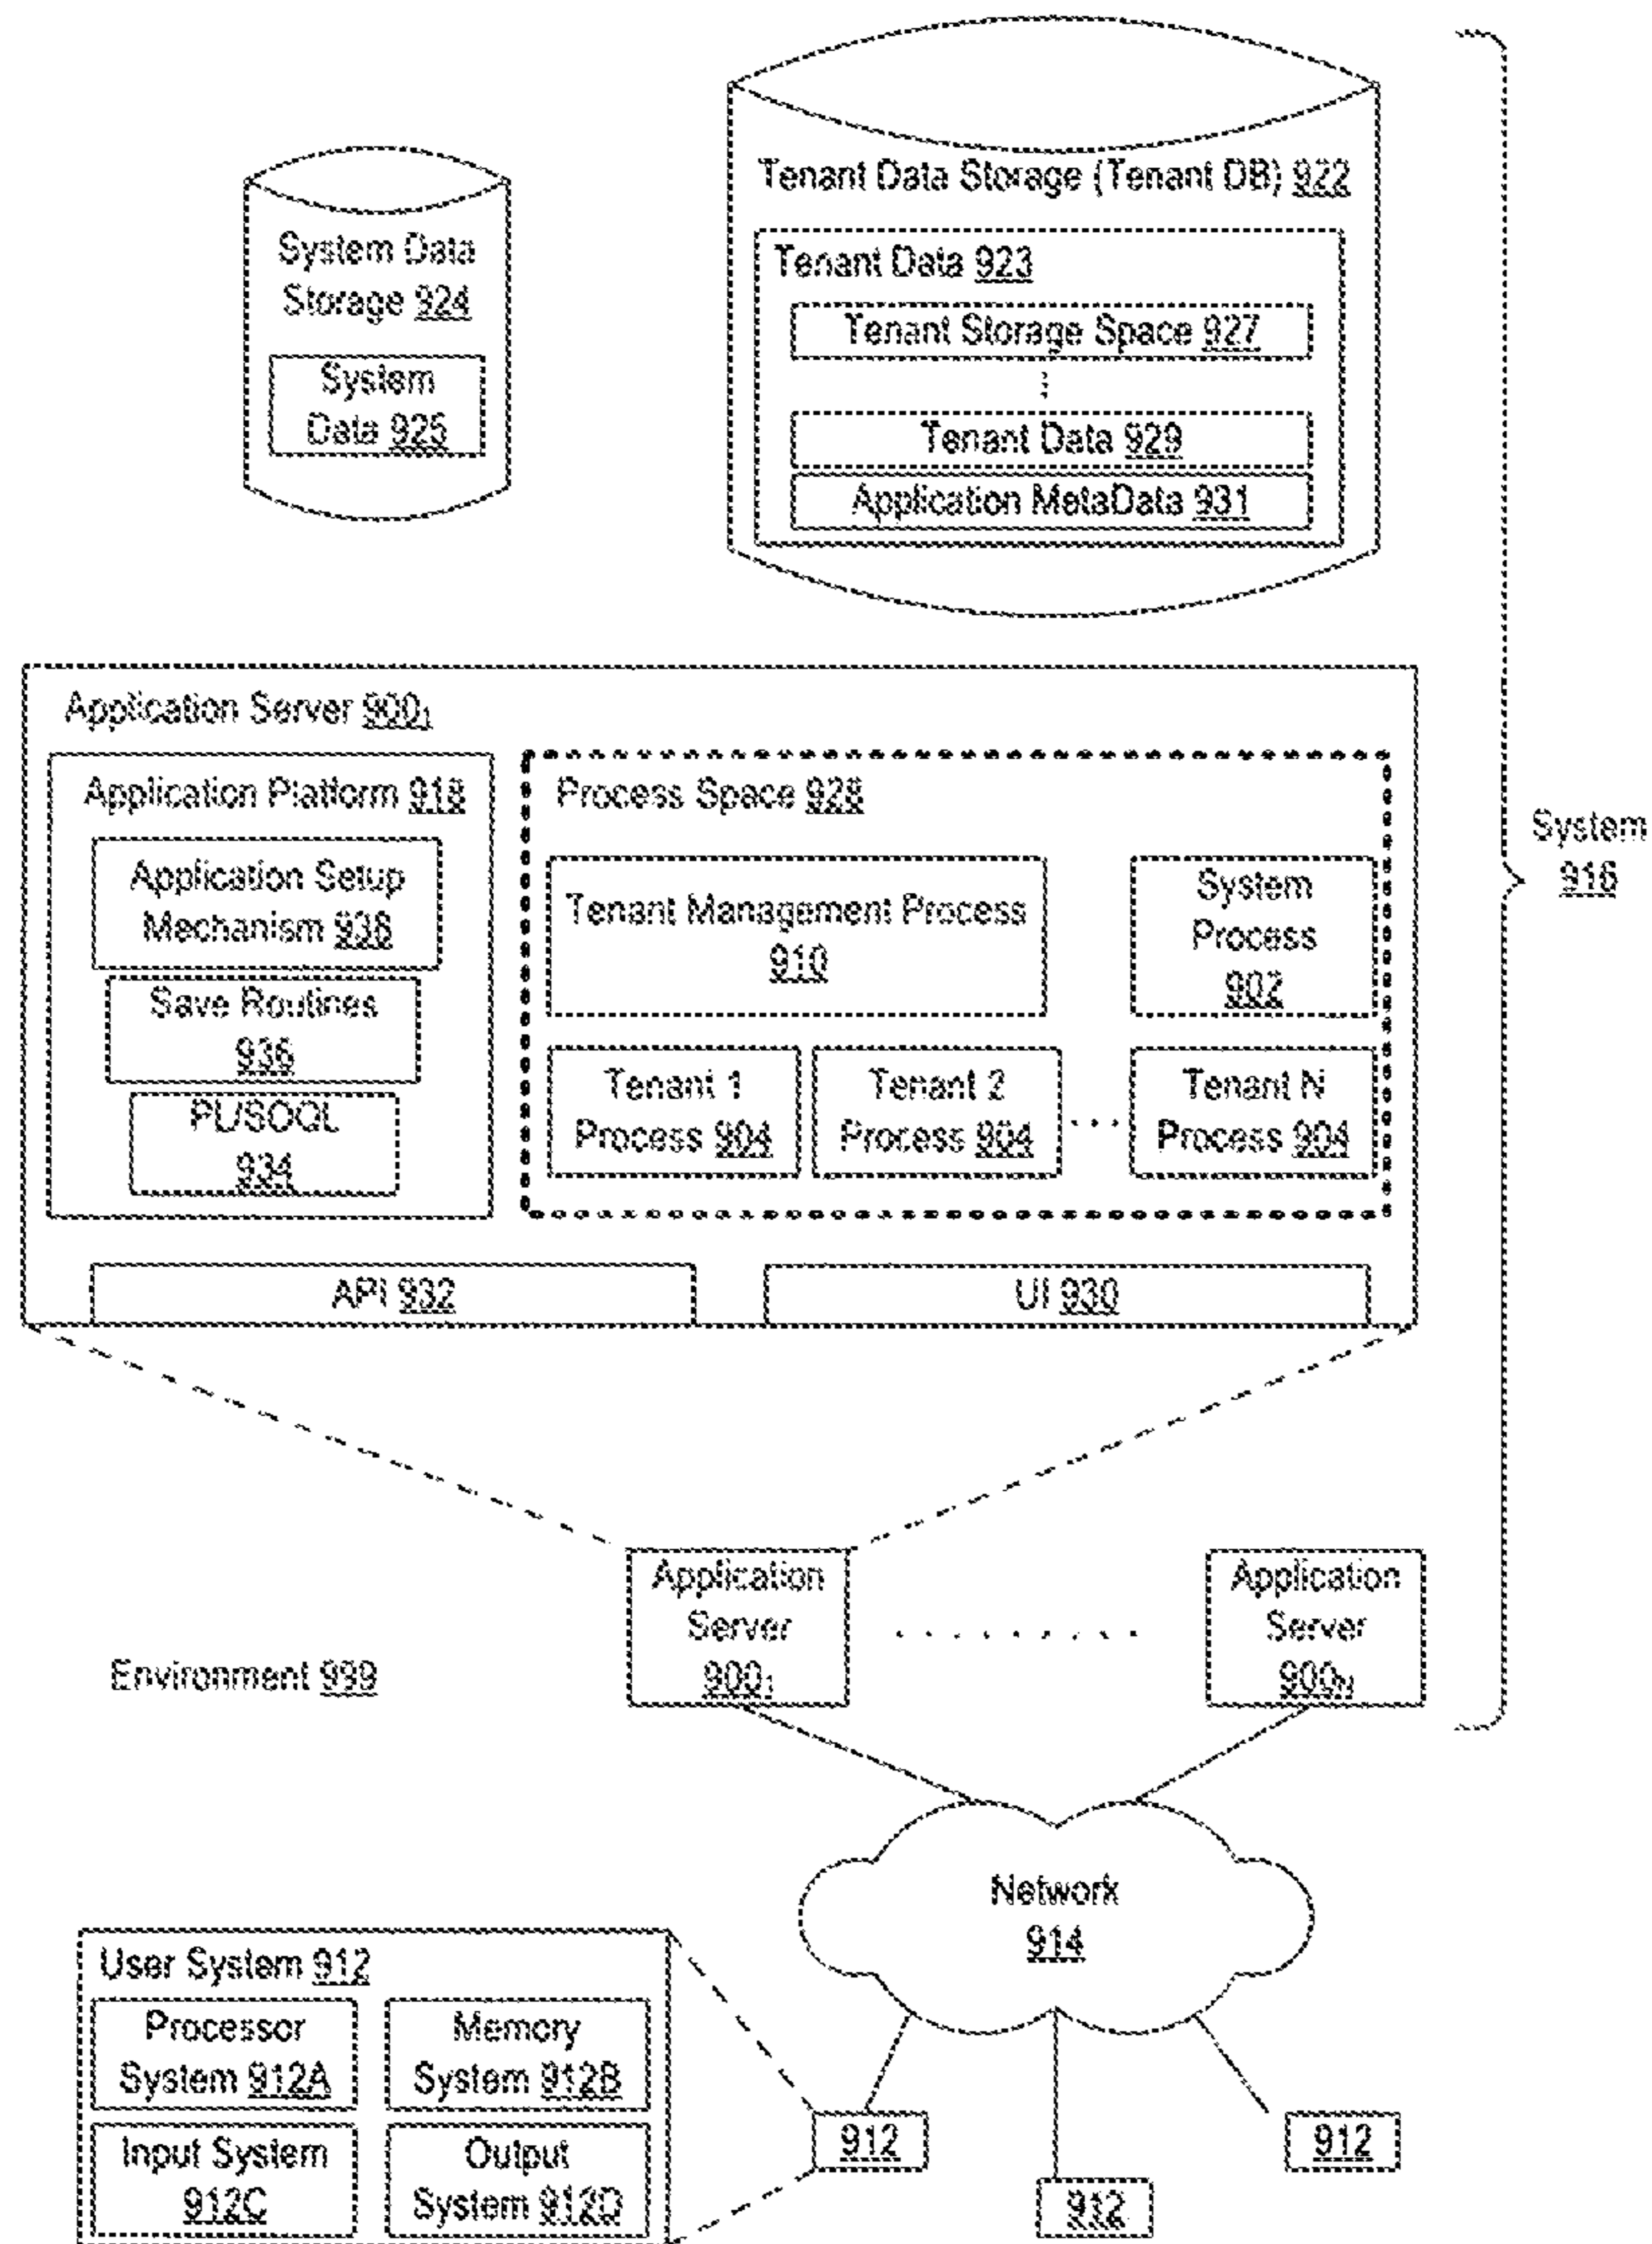 Tenant Data Storage (Tenant DB) 922
System Data
Storage 924
System
Data 925
Tenant Data 923
Tenant Storage Space 927
Tenant Data 929
Application MetaData 931
Application Server 900₁
Application Platform 918
Application Setup
Mechanism 938
Save Routines
936
PL/SOQL
934
Process Space 928
Tenant Management Process
910
System
Process
902
Tenant 1
Process 904
Tenant 2
Process 904
...
Tenant N
Process 904
API 932
UI 930
System
916
Application
Server
900₁
Application
Server
900ₙ
Environment 999
Network
914
User System 912
Processor
System 912A
Memory
System 912B
Input System
912C
Output
System 912D
912
912
912